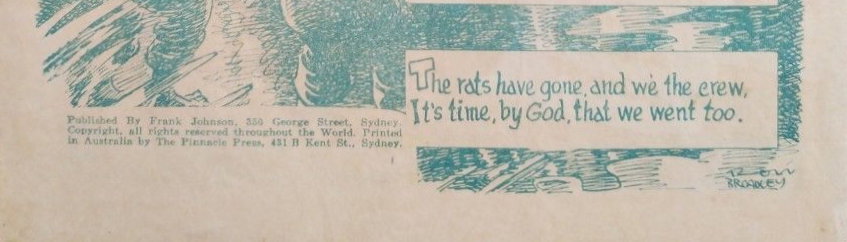 Published By Frank Johnson, 350 George Street, Sydney.
Copyright, all rights reserved throughout the World. Printed
in Australia by The Pinnacle Press, 431 B Kent St., Sydney.
The rats have gone, and we the crew,
It's time, by God, that we went too.
BROADLEY